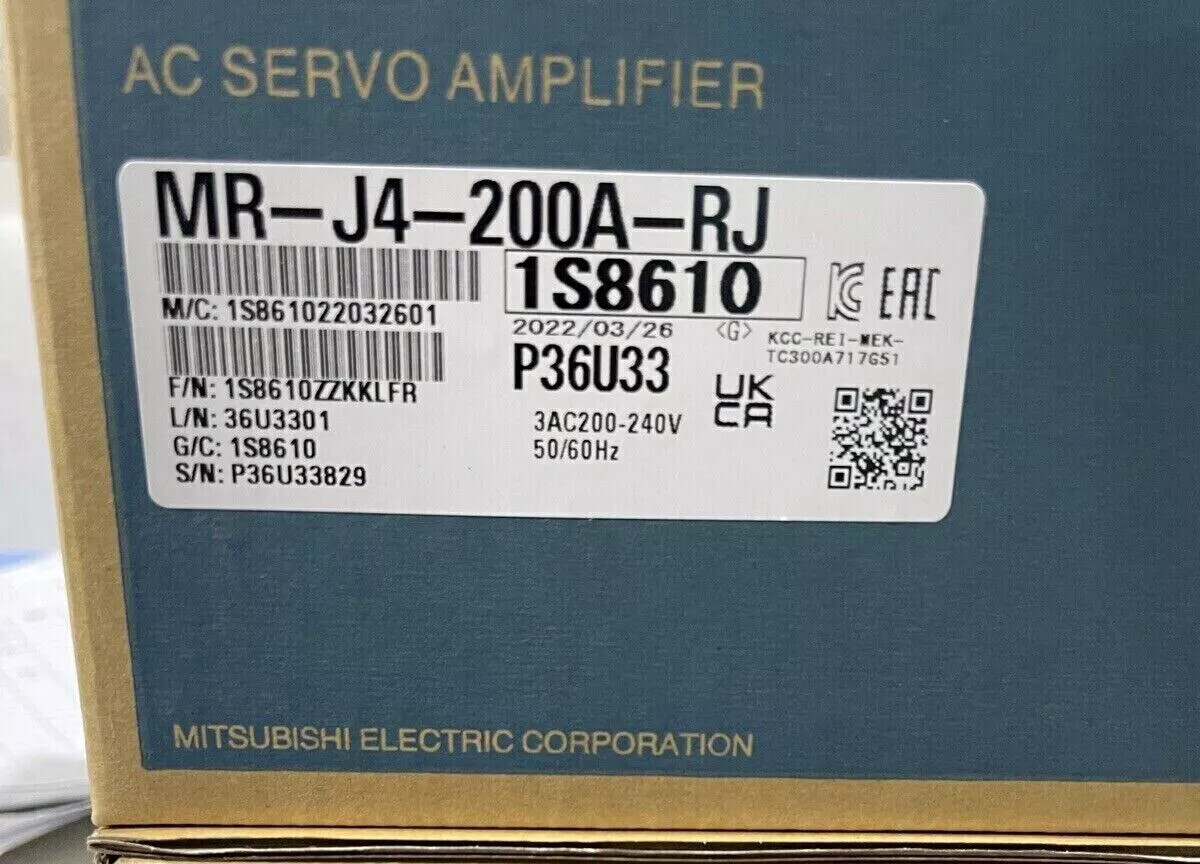 AC SERVO AMPLIFIER
MR-J4-200A-RJ
1S8610
EAC
M/C: 1S861022032601
2022/03/26 <G>
KCC-REI-MEK-
TC300A717G51
P36U33
UK
CA
F/N: 1S8610ZZKKLFR
L/N: 36U3301
3AC200-240V
G/C: 1S8610
50/60Hz
S/N: P36U33829
MITSUBISHI ELECTRIC CORPORATION